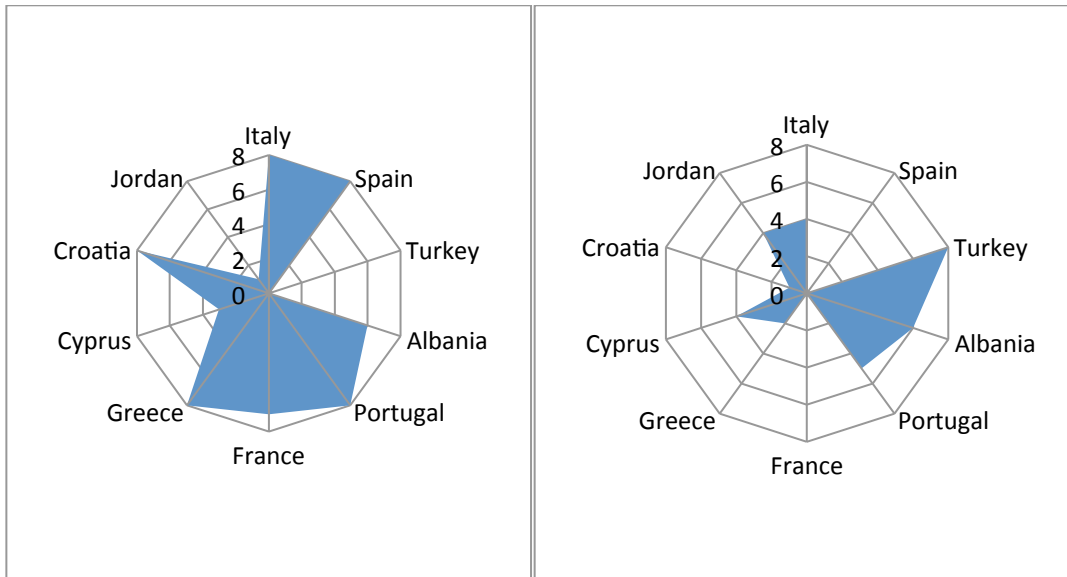 Italy
8
Spain
Jordan
6
4
Croatia
Turkey
2
0
Cyprus
Albania
Greece
Portugal
France
Italy
8
Spain
Jordan
6
4
Croatia
Turkey
2
0
Cyprus
Albania
Greece
Portugal
France